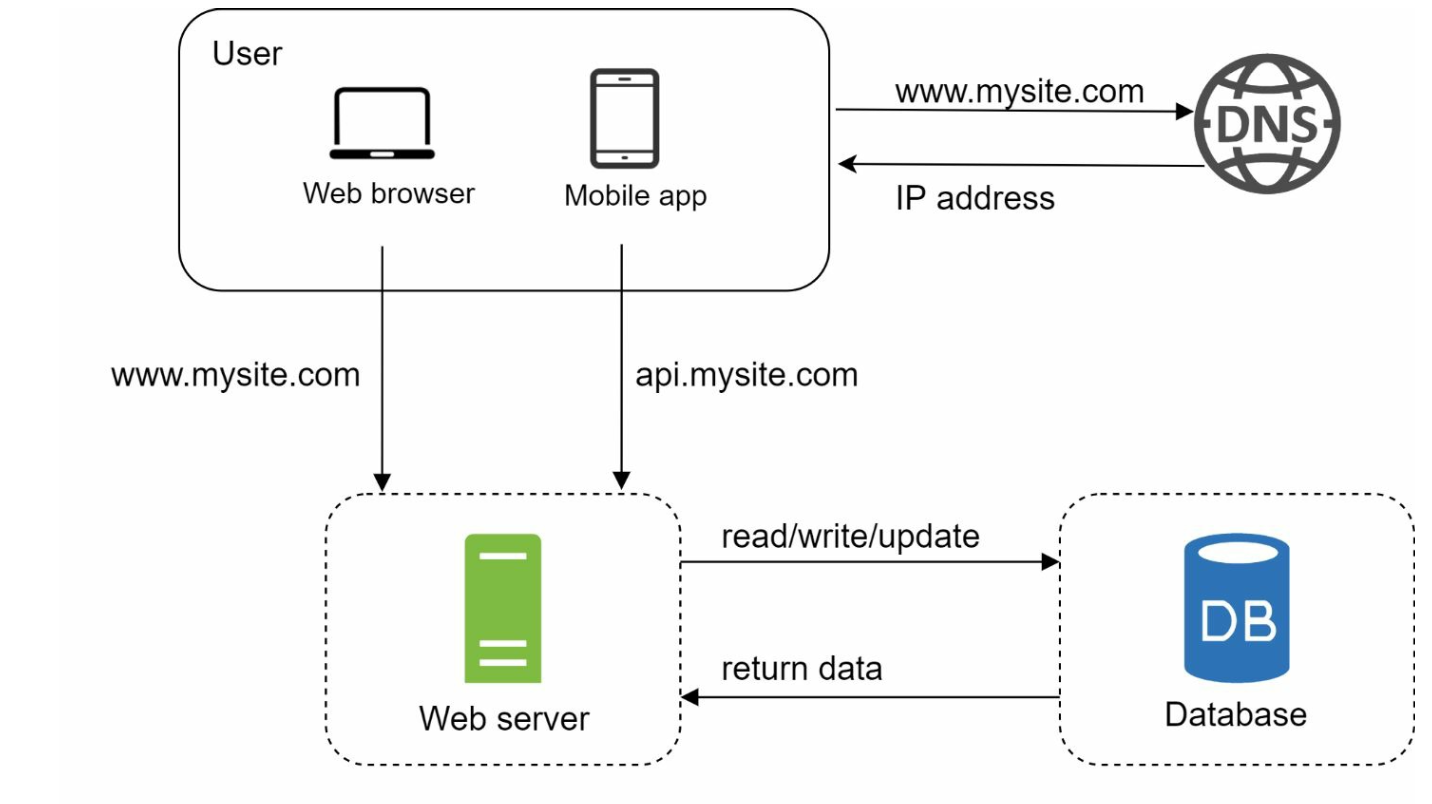 User
www.mysite.com
DNS
Web browser
Mobile app
IP address
www.mysite.com
api.mysite.com
read/write/update
DB
return data
Web server
Database